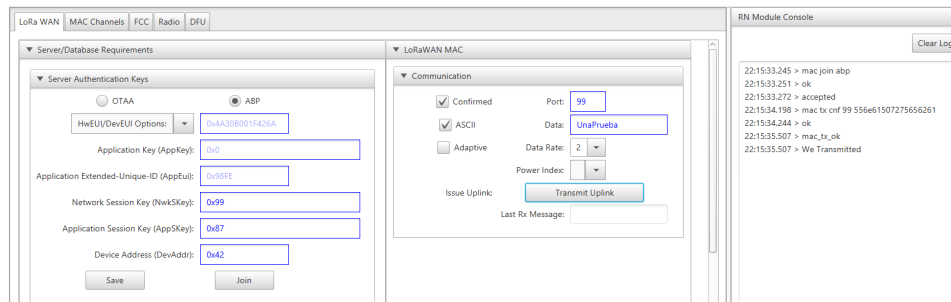 LoRa WAN MAC Channels FCC Radio DFU
Server/Database Requirements
Server Authentication Keys
OTAA ABP
HwEUI/DevEUI Options: 0x4A30B001F426A
Application Key (AppKey): 0x0
Application Extended-Unique-ID (AppEui): 0x98FE
Network Session Key (NwkSKey): 0x99
Application Session Key (AppSKey): 0x87
Device Address (DevAddr): 0x42
Save Join
LoRaWAN MAC
Communication
Confirmed Port: 99
ASCII Data: UnaPrueba
Adaptive Data Rate: 2
Power Index:
Issue Uplink: Transmit Uplink
Last Rx Message:
RN Module Console
Clear Log
22:15:33.245 > mac join abp
22:15:33.251 > ok
22:15:33.272 > accepted
22:15:34.198 > mac tx cnf 99 556e61507275656261
22:15:34.244 > ok
22:15:35.507 > mac_tx_ok
22:15:35.507 > We Transmitted